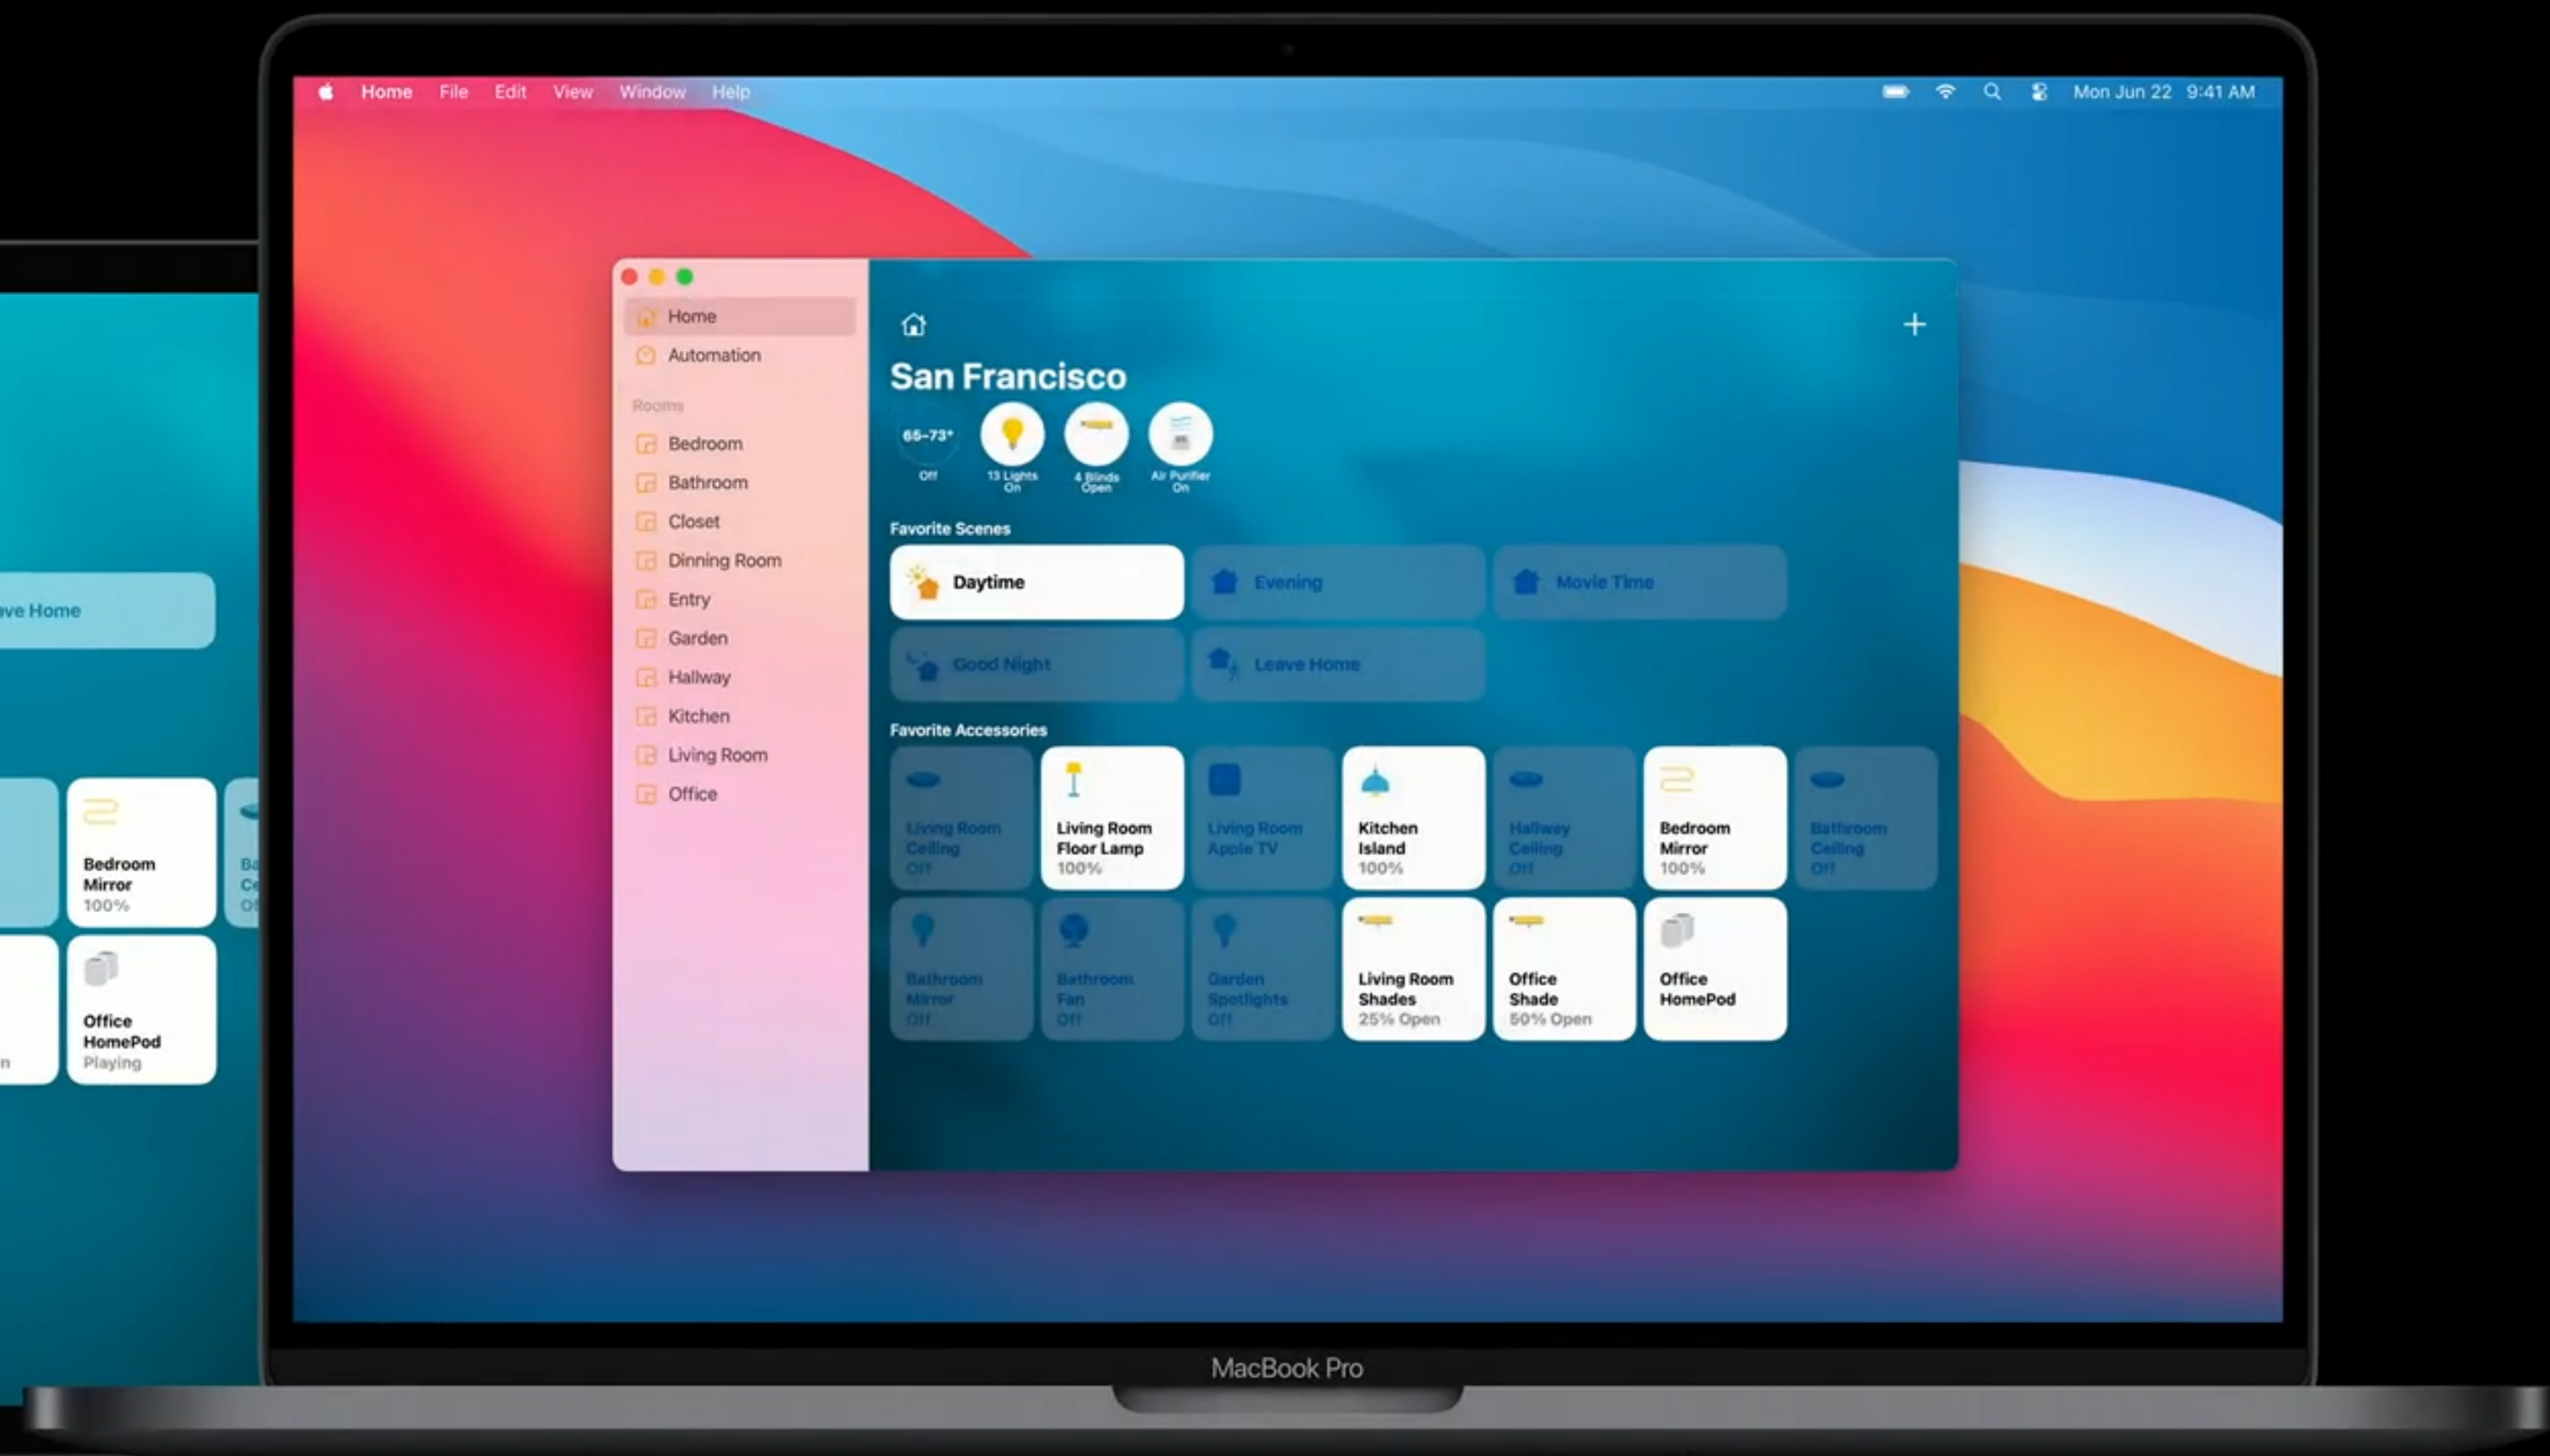 Home File Edit View Window Help
Mon Jun 22 9:41 AM
Home
Automation
Rooms
Bedroom
Bathroom
Closet
Dinning Room
Entry
Garden
Hallway
Kitchen
Living Room
Office
San Francisco
65–73°
Off
13 Lights
On
4 Blinds
Open
Air Purifier
On
Favorite Scenes
Daytime
Evening
Movie Time
Good Night
Leave Home
Favorite Accessories
Living Room
Ceiling
Off
Living Room
Floor Lamp
100%
Living Room
Apple TV
Kitchen
Island
100%
Hallway
Ceiling
Off
Bedroom
Mirror
100%
Bathroom
Ceiling
Off
Bathroom
Mirror
Off
Bathroom
Fan
Off
Garden
Spotlights
Off
Living Room
Shades
25% Open
Office
Shade
50% Open
Office
HomePod
Home
Bedroom
Mirror
100%
Office
HomePod
Playing
MacBook Pro